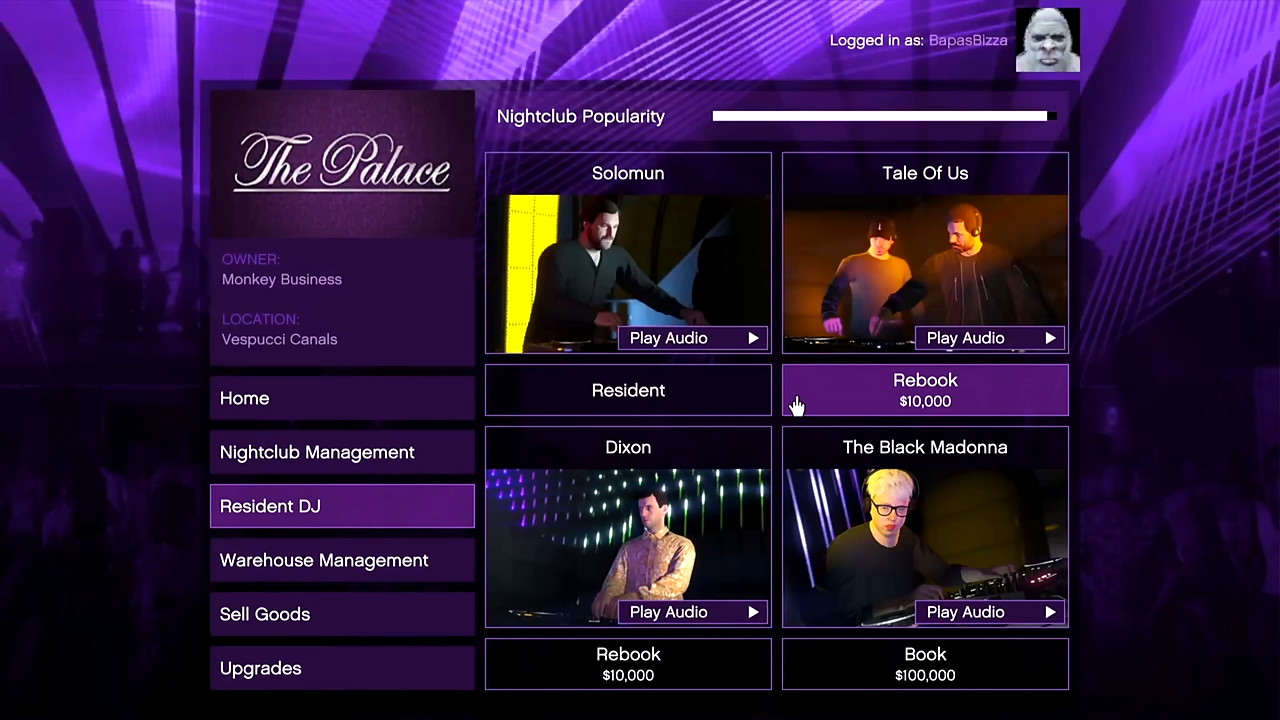 Logged in as: BapasBizza
The Palace
OWNER:
Monkey Business
LOCATION:
Vespucci Canals
Home
Nightclub Management
Resident DJ
Warehouse Management
Sell Goods
Upgrades
Nightclub Popularity
Solomun
Play Audio
Resident
Tale Of Us
Play Audio
Rebook
$10,000
Dixon
Play Audio
Rebook
$10,000
The Black Madonna
Play Audio
Book
$100,000